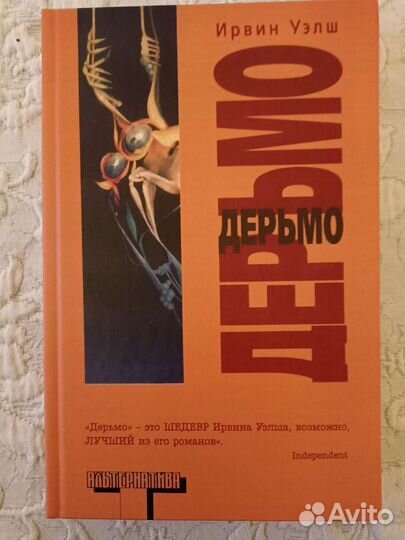 Ирвин Уэлш
ДЕРЬМО
ДЕРЬМО
«Дерьмо» – это ШЕДЕВР Ирвина Уэлша, возможно,
ЛУЧШИЙ из его романов».
Independent
АЛЬТЕРНАТИВА
Avito